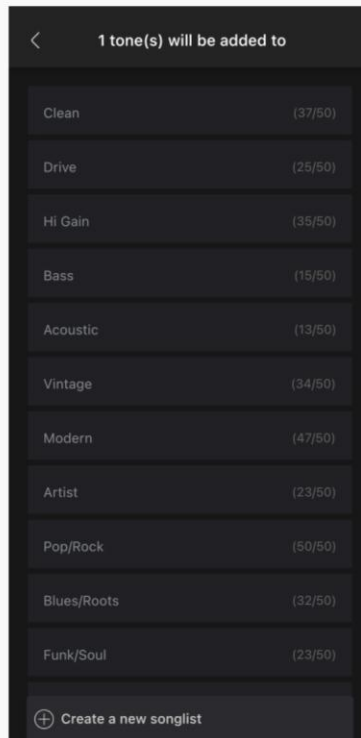 1 tone(s) will be added to
Clean (37/50)
Drive (25/50)
Hi Gain (35/50)
Bass (15/50)
Acoustic (13/50)
Vintage (34/50)
Modern (47/50)
Artist (23/50)
Pop/Rock (50/50)
Blues/Roots (32/50)
Funk/Soul (23/50)
Create a new songlist